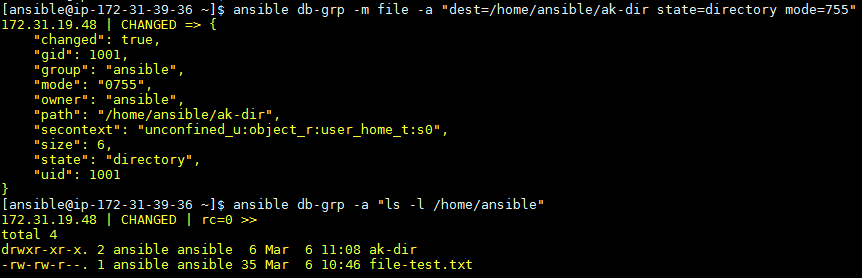 [ansible@ip-172-31-39-36 ~]$ ansible db-grp -m file -a "dest=/home/ansible/ak-dir state=directory mode=755"
172.31.19.48 | CHANGED => {
    "changed": true,
    "gid": 1001,
    "group": "ansible",
    "mode": "0755",
    "owner": "ansible",
    "path": "/home/ansible/ak-dir",
    "secontext": "unconfined_u:object_r:user_home_t:s0",
    "size": 6,
    "state": "directory",
    "uid": 1001
}
[ansible@ip-172-31-39-36 ~]$ ansible db-grp -a "ls -l /home/ansible"
172.31.19.48 | CHANGED | rc=0 >>
total 4
drwxr-xr-x. 2 ansible ansible  6 Mar  6 11:08 ak-dir
-rw-rw-r--. 1 ansible ansible 35 Mar  6 10:46 file-test.txt